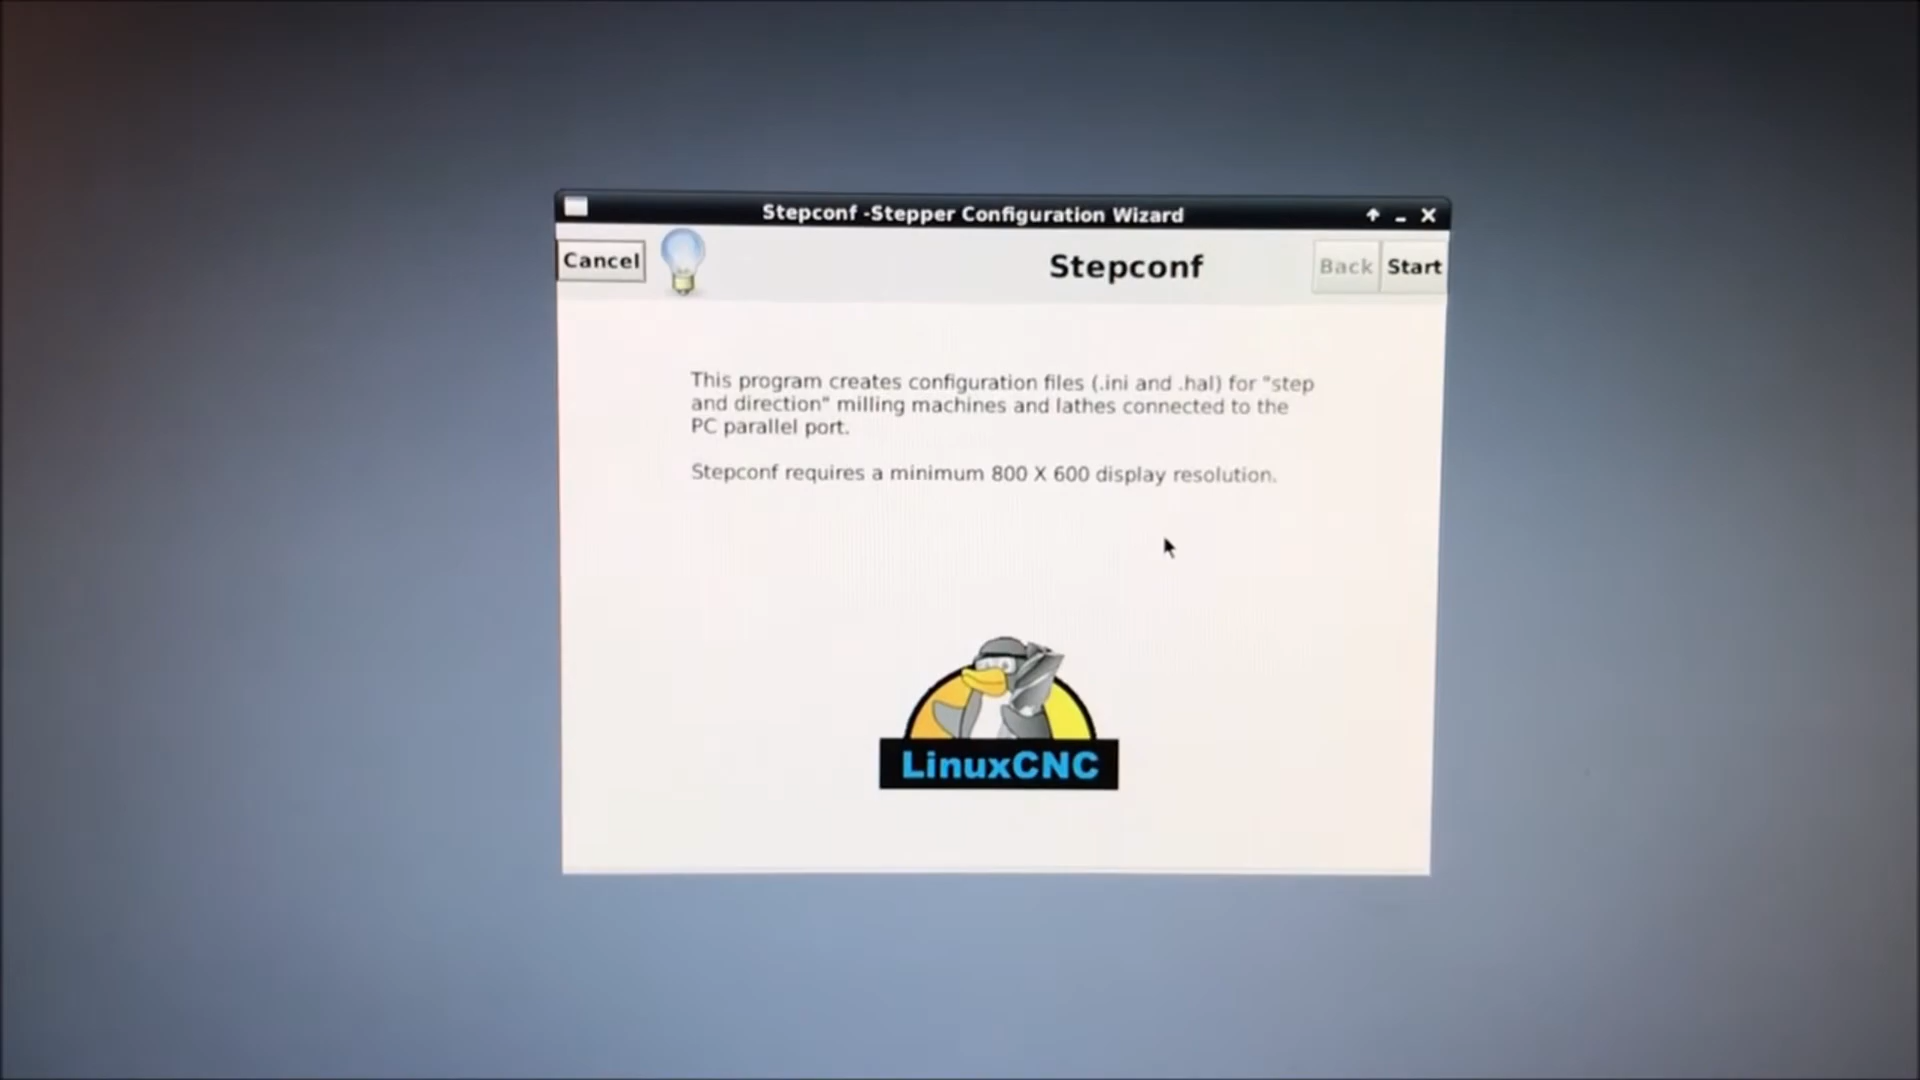 Stepconf -Stepper Configuration Wizard
Cancel
Stepconf
Back
Start
This program creates configuration files (.ini and .hal) for "step
and direction" milling machines and lathes connected to the
PC parallel port.
Stepconf requires a minimum 800 X 600 display resolution.
LinuxCNC